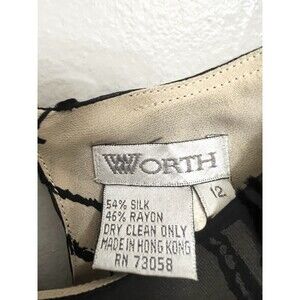 WORTH
12
54% SILK
46% RAYON
DRY CLEAN ONLY
MADE IN HONG KONG
RN 73058